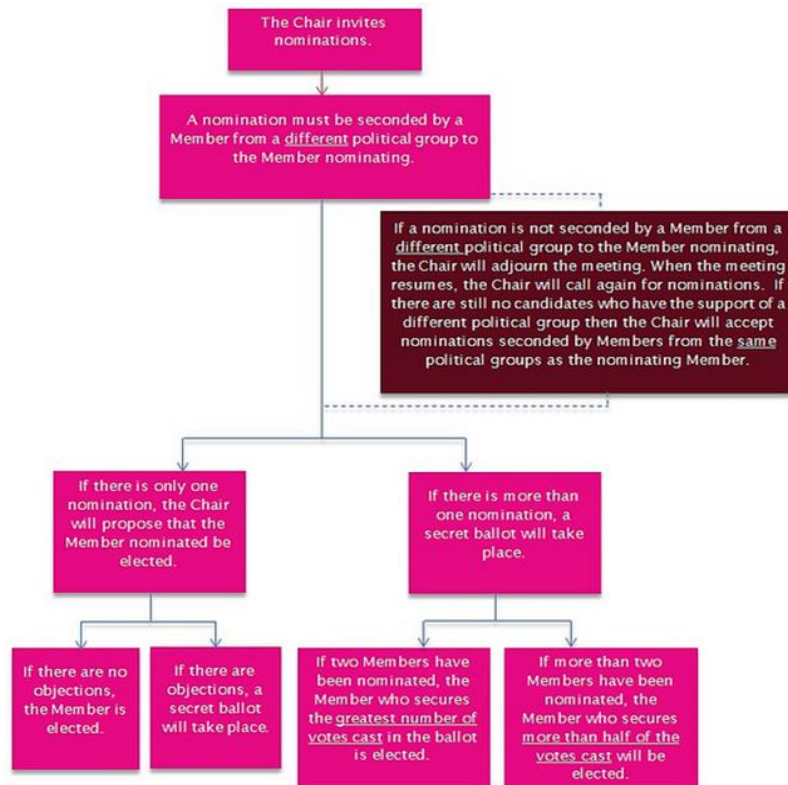 The Chair invites
nominations.
A nomination must be seconded by a
Member from a different political group to
the Member nominating.
If a nomination is not seconded by a Member from a
different political group to the Member nominating,
the Chair will adjourn the meeting. When the meeting
resumes, the Chair will call again for nominations. If
there are still no candidates who have the support of a
different political group then the Chair will accept
nominations seconded by Members from the same
political groups as the nominating Member.
If there is only one
nomination, the Chair
will propose that the
Member nominated be
elected.
If there is more than
one nomination, a
secret ballot will take
place.
If there are no
objections,
the Member is
elected.
If there are
objections, a
secret ballot
will take place.
If two Members have
been nominated, the
Member who secures
the greatest number of
votes cast in the ballot
is elected.
If more than two
Members have been
nominated, the
Member who secures
more than half of the
votes cast will be
elected.